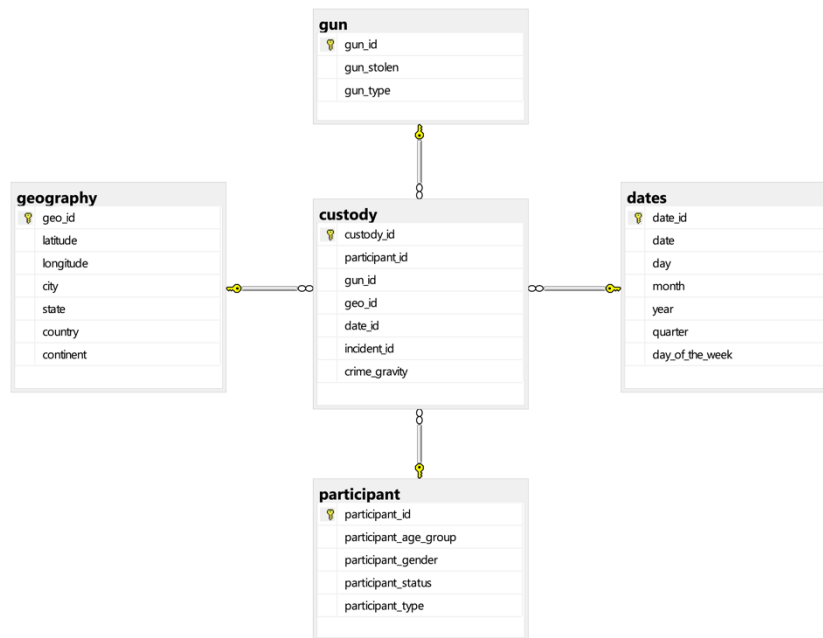 gun
gun_id
gun_stolen
gun_type
geography
geo_id
latitude
longitude
city
state
country
continent
custody
custody_id
participant_id
gun_id
geo_id
date_id
incident_id
crime_gravity
dates
date_id
date
day
month
year
quarter
day_of_the_week
participant
participant_id
participant_age_group
participant_gender
participant_status
participant_type